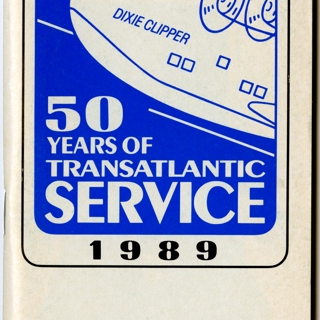 DIXIE CLIPPER
50
YEARS OF
TRANSATLANTIC
SERVICE
1989